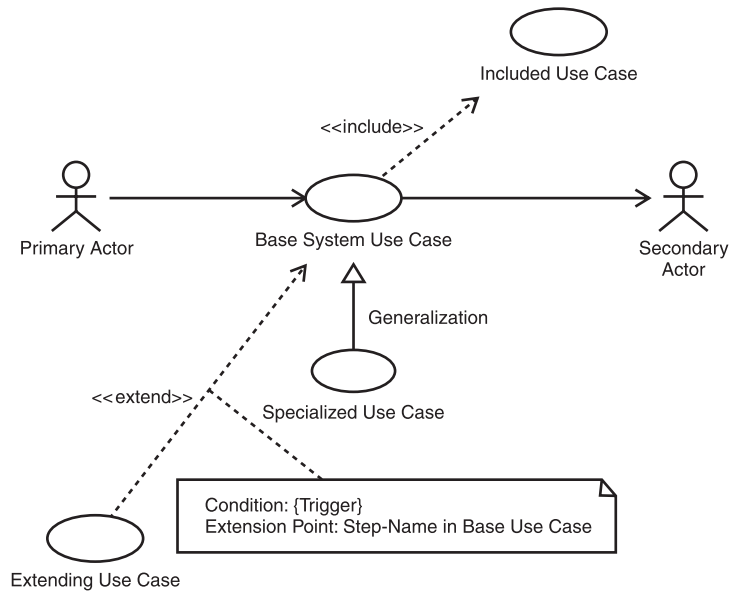 Included Use Case
<<include>>
Primary Actor
Base System Use Case
Secondary
Actor
Generalization
<<extend>>
Specialized Use Case
Condition: {Trigger}
Extension Point: Step-Name in Base Use Case
Extending Use Case